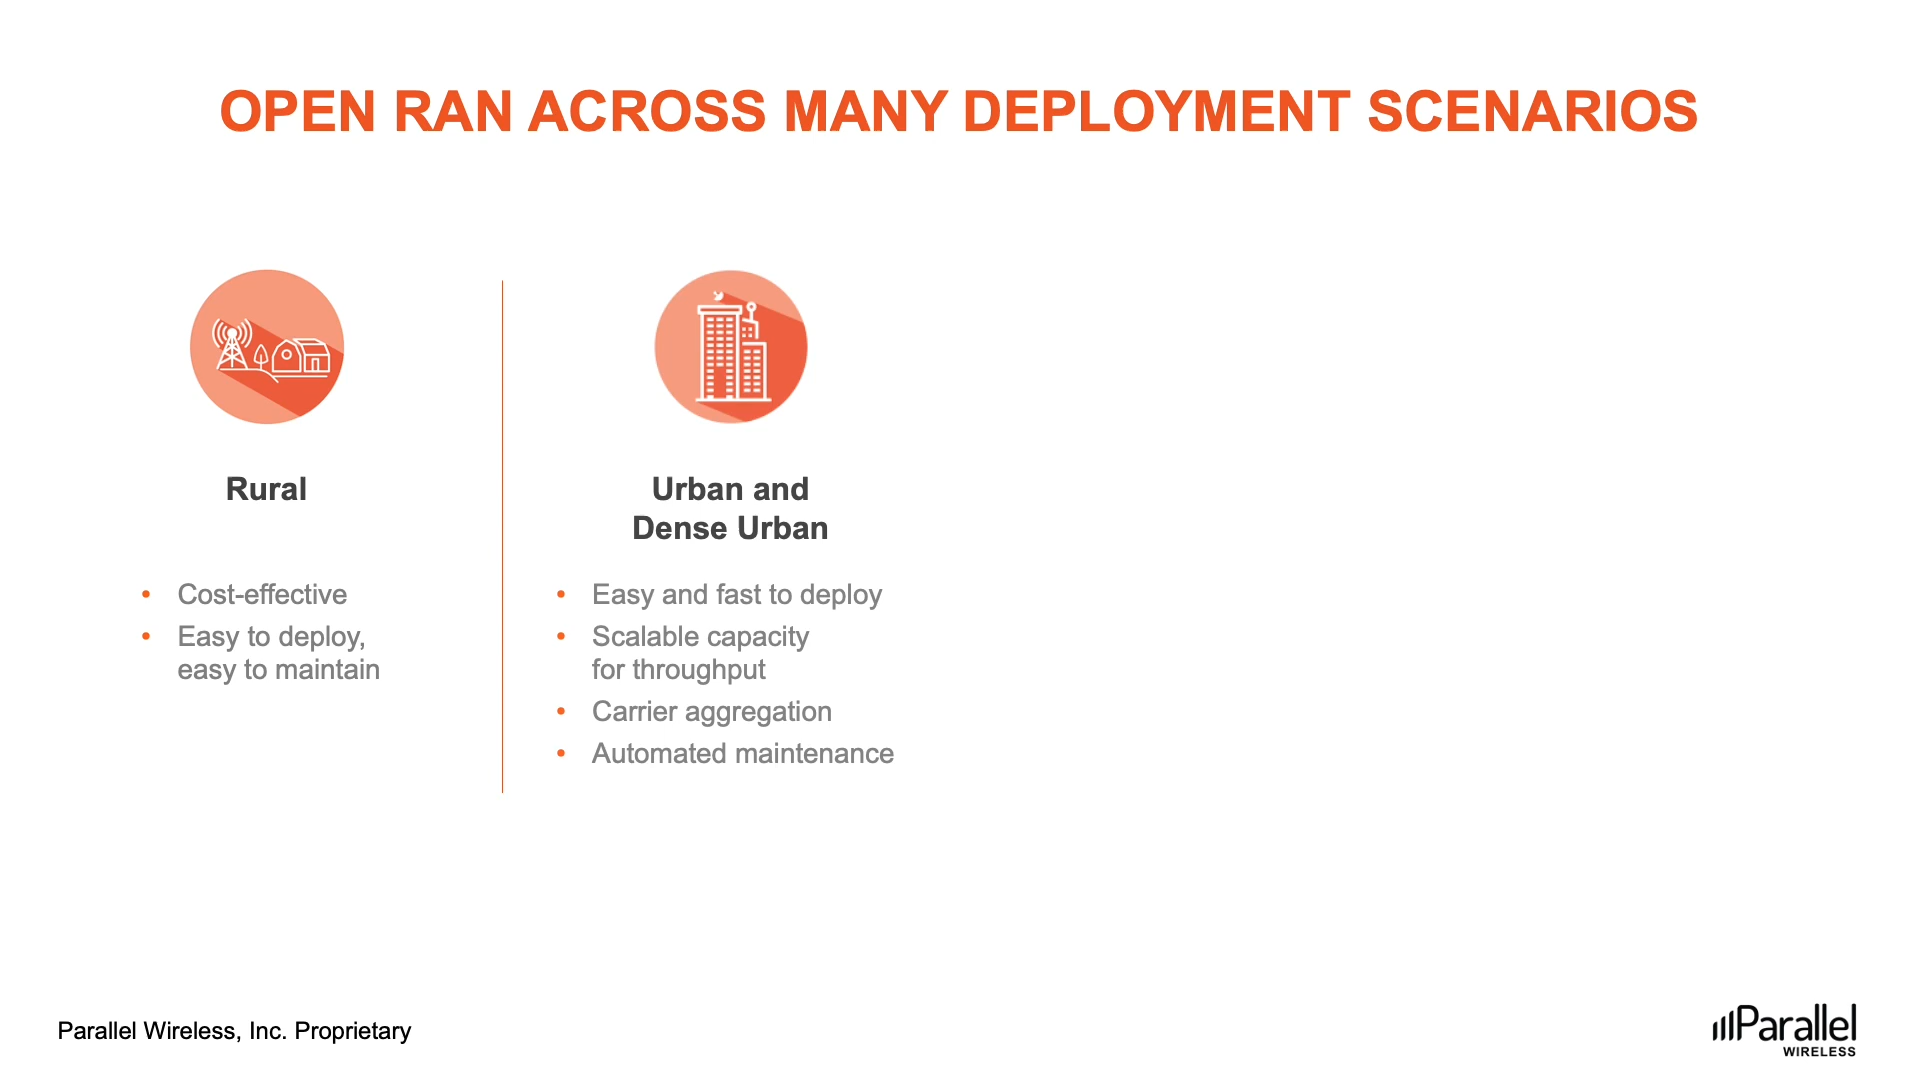 OPEN RAN ACROSS MANY DEPLOYMENT SCENARIOS
Rural
• Cost-effective
• Easy to deploy,
easy to maintain
Urban and
Dense Urban
• Easy and fast to deploy
• Scalable capacity
for throughput
• Carrier aggregation
• Automated maintenance
Parallel Wireless, Inc. Proprietary
Parallel
WIRELESS